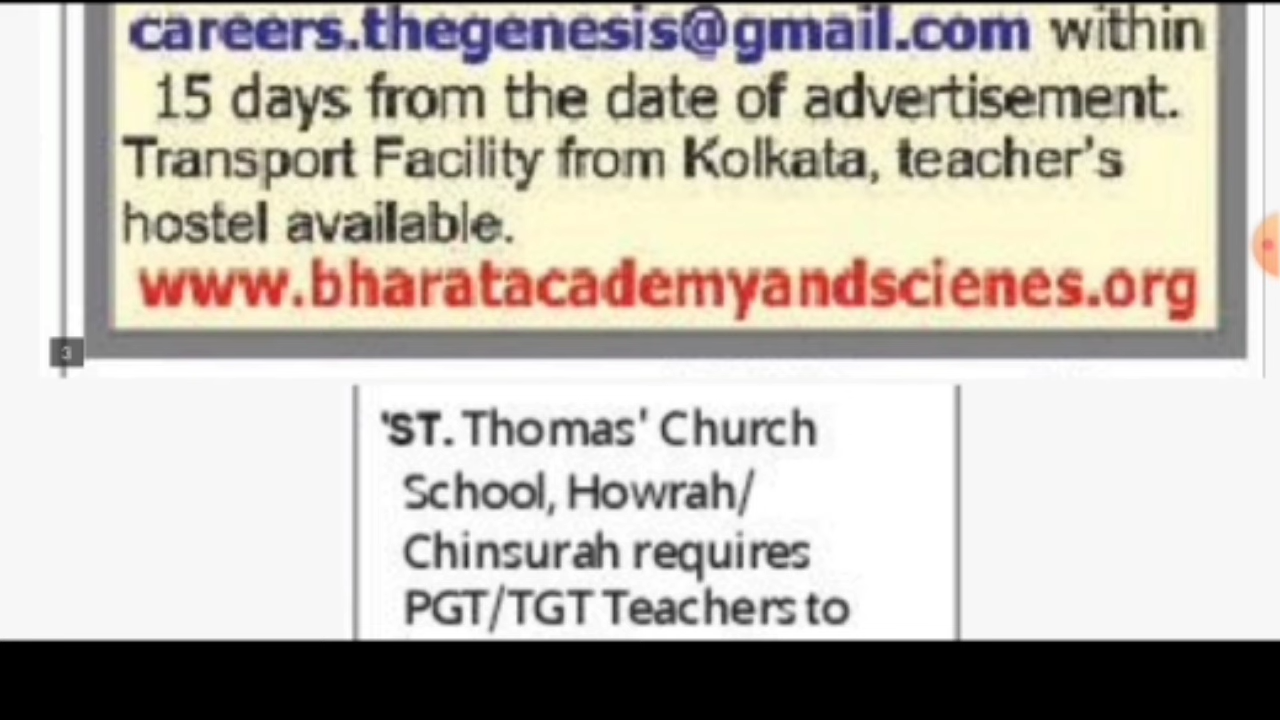 careers.thegenesis@gmail.com within
15 days from the date of advertisement.
Transport Facility from Kolkata, teacher's
hostel available.
www.bharatacademyandscienes.org
3
'ST. Thomas' Church
School, Howrah/
Chinsurah requires
PGT/TGT Teachers to